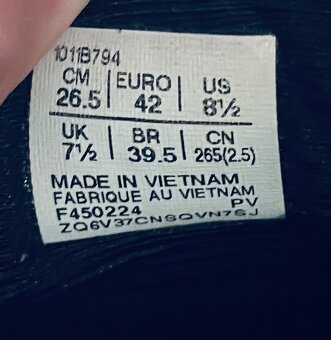 1011B794
CM | EURO | US
26.5 | 42 | 8½
UK | BR | CN
7½ | 39.5 | 265(2.5)
MADE IN VIETNAM
FABRIQUE AU VIETNAM
F450224 PV
ZQ6V37CNSQVN7SJ